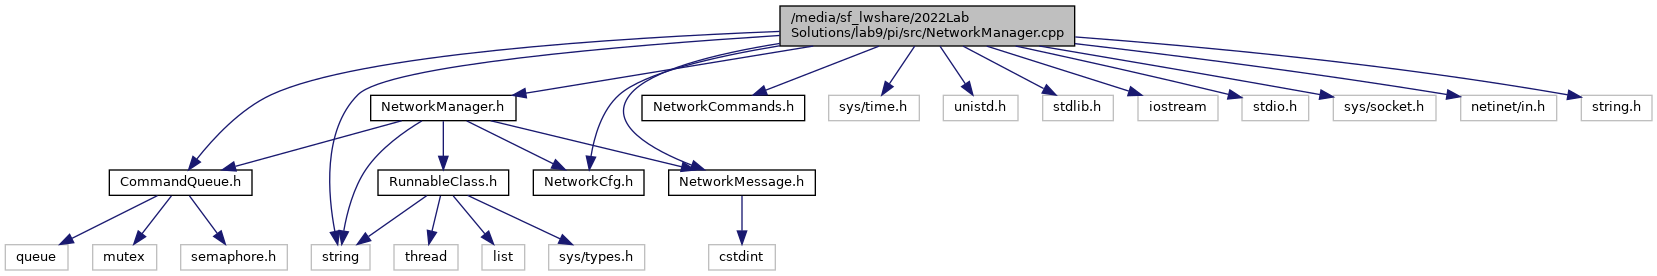 /media/sf_lwshare/2022Lab
Solutions/lab9/pi/src/NetworkManager.cpp
NetworkManager.h
NetworkCommands.h
sys/time.h
unistd.h
stdlib.h
iostream
stdio.h
sys/socket.h
netinet/in.h
string.h
CommandQueue.h
RunnableClass.h
NetworkCfg.h
NetworkMessage.h
queue
mutex
semaphore.h
string
thread
list
sys/types.h
cstdint